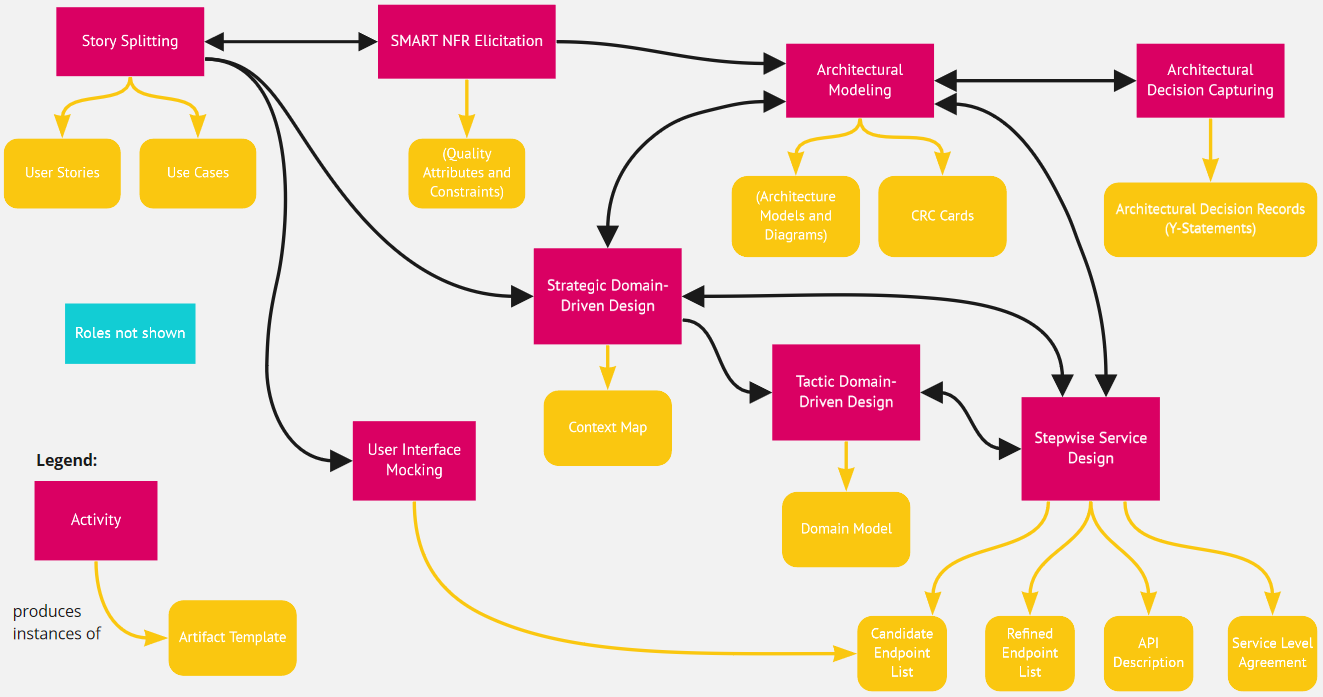 Story Splitting
SMART NFR Elicitation
Architectural
Modeling
Architectural
Decision Capturing
User Stories
Use Cases
(Quality
Attributes and
Constraints)
(Architecture
Models and
Diagrams)
CRC Cards
Architectural Decision Records
(Y-Statements)
Strategic Domain-
Driven Design
Roles not shown
Tactic Domain-
Driven Design
Context Map
Stepwise Service
Design
User Interface
Mocking
Legend:
Activity
Domain Model
produces
instances of
Artifact Template
Candidate
Endpoint
List
Refined
Endpoint
List
API
Description
Service Level
Agreement